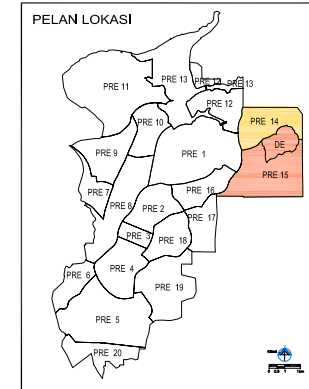 PELAN LOKASI
PRE 13
PRE 12
PRE 13
PRE 11
PRE 12
PRE 10
PRE 14
DE
PRE 9
PRE 1
PRE 15
PRE 7
PRE 16
PRE 8
PRE 2
PRE 17
PRE 3
PRE 18
PRE 6
PRE 4
PRE 19
PRE 5
PRE 20